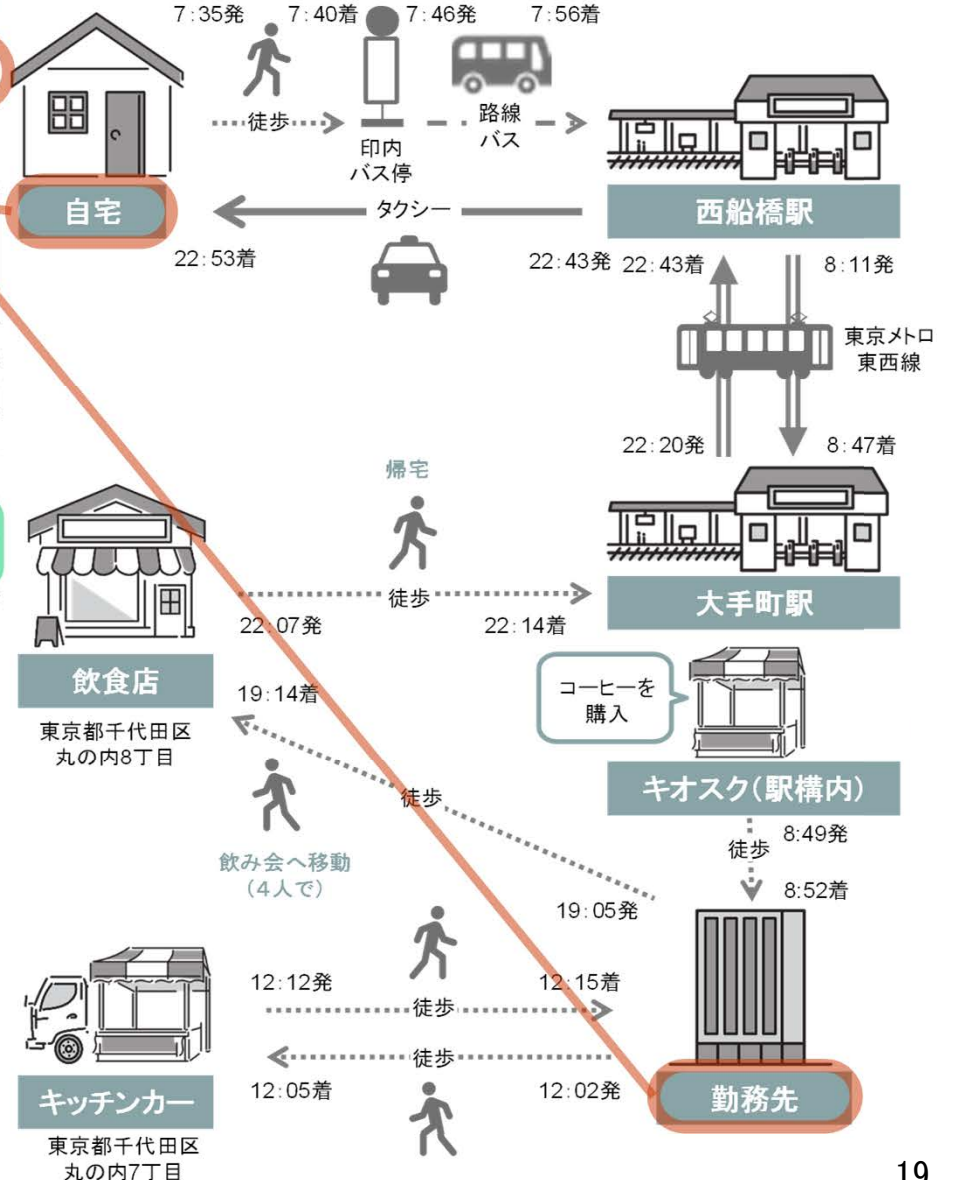 7:35発
7:40着
7:46発
7:56着
徒歩
印内
バス停
路線
バス
自宅
タクシー
西船橋駅
22:53着
22:43発
22:43着
8:11発
東京メトロ
東西線
22:20発
8:47着
帰宅
徒歩
大手町駅
22:07発
22:14着
飲食店
東京都千代田区
丸の内8丁目
19:14着
コーヒーを
購入
キオスク(駅構内)
徒歩
8:49発
8:52着
徒歩
飲み会へ移動
(4人で)
19:05発
12:12発
12:15着
徒歩
徒歩
12:05着
12:02発
キッチンカー
東京都千代田区
丸の内7丁目
勤務先
19